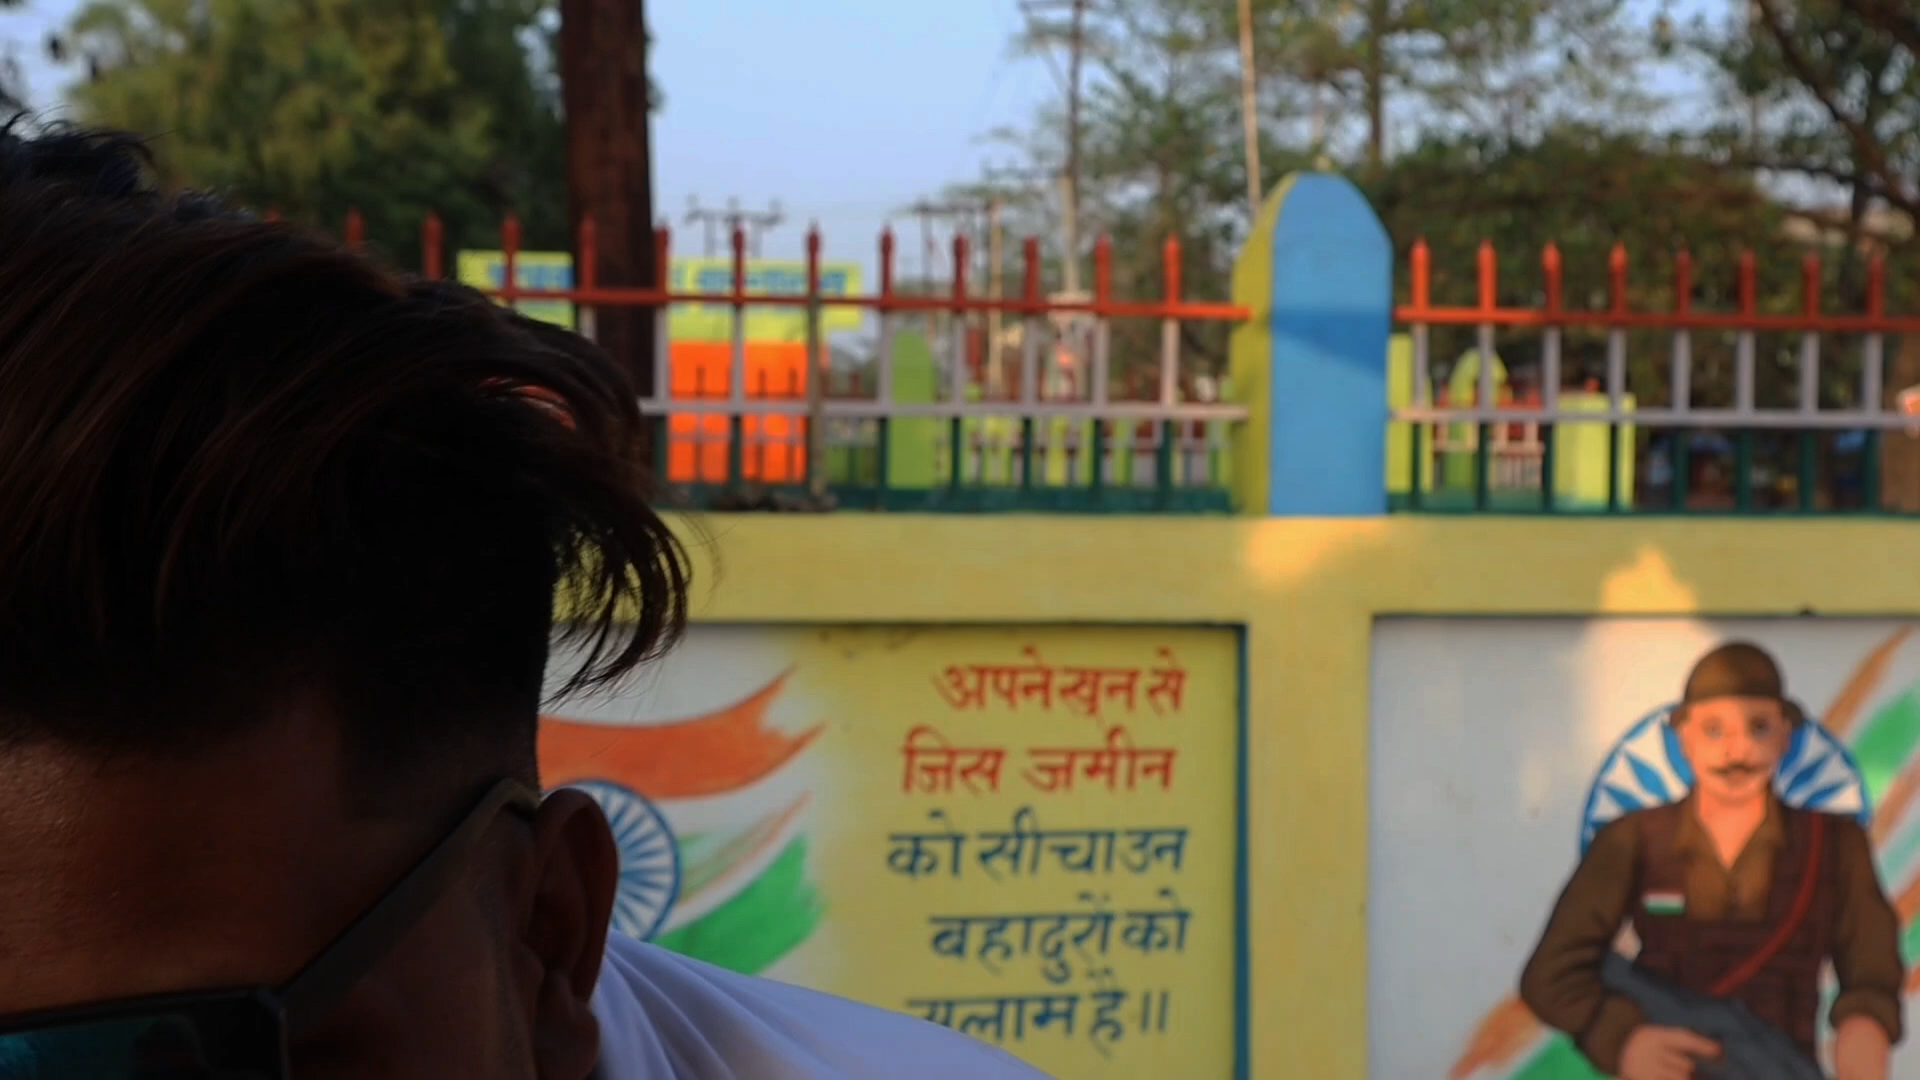 अपने खून से
जिस जमीन
को सीचा उन
बहादुरों को
सलाम है॥